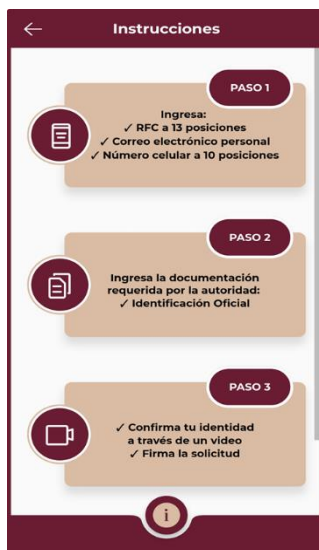 Instrucciones
PASO 1
Ingresa:
✓ RFC a 13 posiciones
✓ Correo electrónico personal
✓ Número celular a 10 posiciones
PASO 2
Ingresa la documentación
requerida por la autoridad:
✓ Identificación Oficial
PASO 3
✓ Confirma tu identidad
a través de un video
✓ Firma la solicitud
i